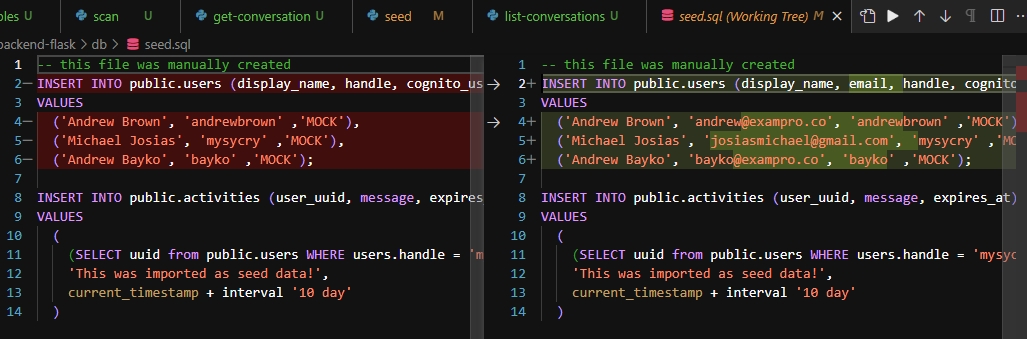 bles U scan U get-conversation U seed M list-conversations U seed.sql (Working Tree) M
backend-flask > db > seed.sql
1 -- this file was manually created
2- INSERT INTO public.users (display_name, handle, cognito_us
3 VALUES
4- ('Andrew Brown', 'andrewbrown' ,'MOCK'),
5- ('Michael Josias', 'mysycry' ,'MOCK'),
6- ('Andrew Bayko', 'bayko' ,'MOCK');
7
8 INSERT INTO public.activities (user_uuid, message, expires
9 VALUES
10 (
11 (SELECT uuid from public.users WHERE users.handle = 'm
12 'This was imported as seed data!',
13 current_timestamp + interval '10 day'
14 )
1 -- this file was manually created
2+ INSERT INTO public.users (display_name, email, handle, cognito
3 VALUES
4+ ('Andrew Brown', 'andrew@exampro.co', 'andrewbrown' ,'MOCK')
5+ ('Michael Josias', 'josiasmichael@gmail.com', 'mysycry' ,'MO
6+ ('Andrew Bayko', 'bayko@exampro.co', 'bayko' ,'MOCK');
7
8 INSERT INTO public.activities (user_uuid, message, expires_at)
9 VALUES
10 (
11 (SELECT uuid from public.users WHERE users.handle = 'mysyc
12 'This was imported as seed data!',
13 current_timestamp + interval '10 day'
14 )